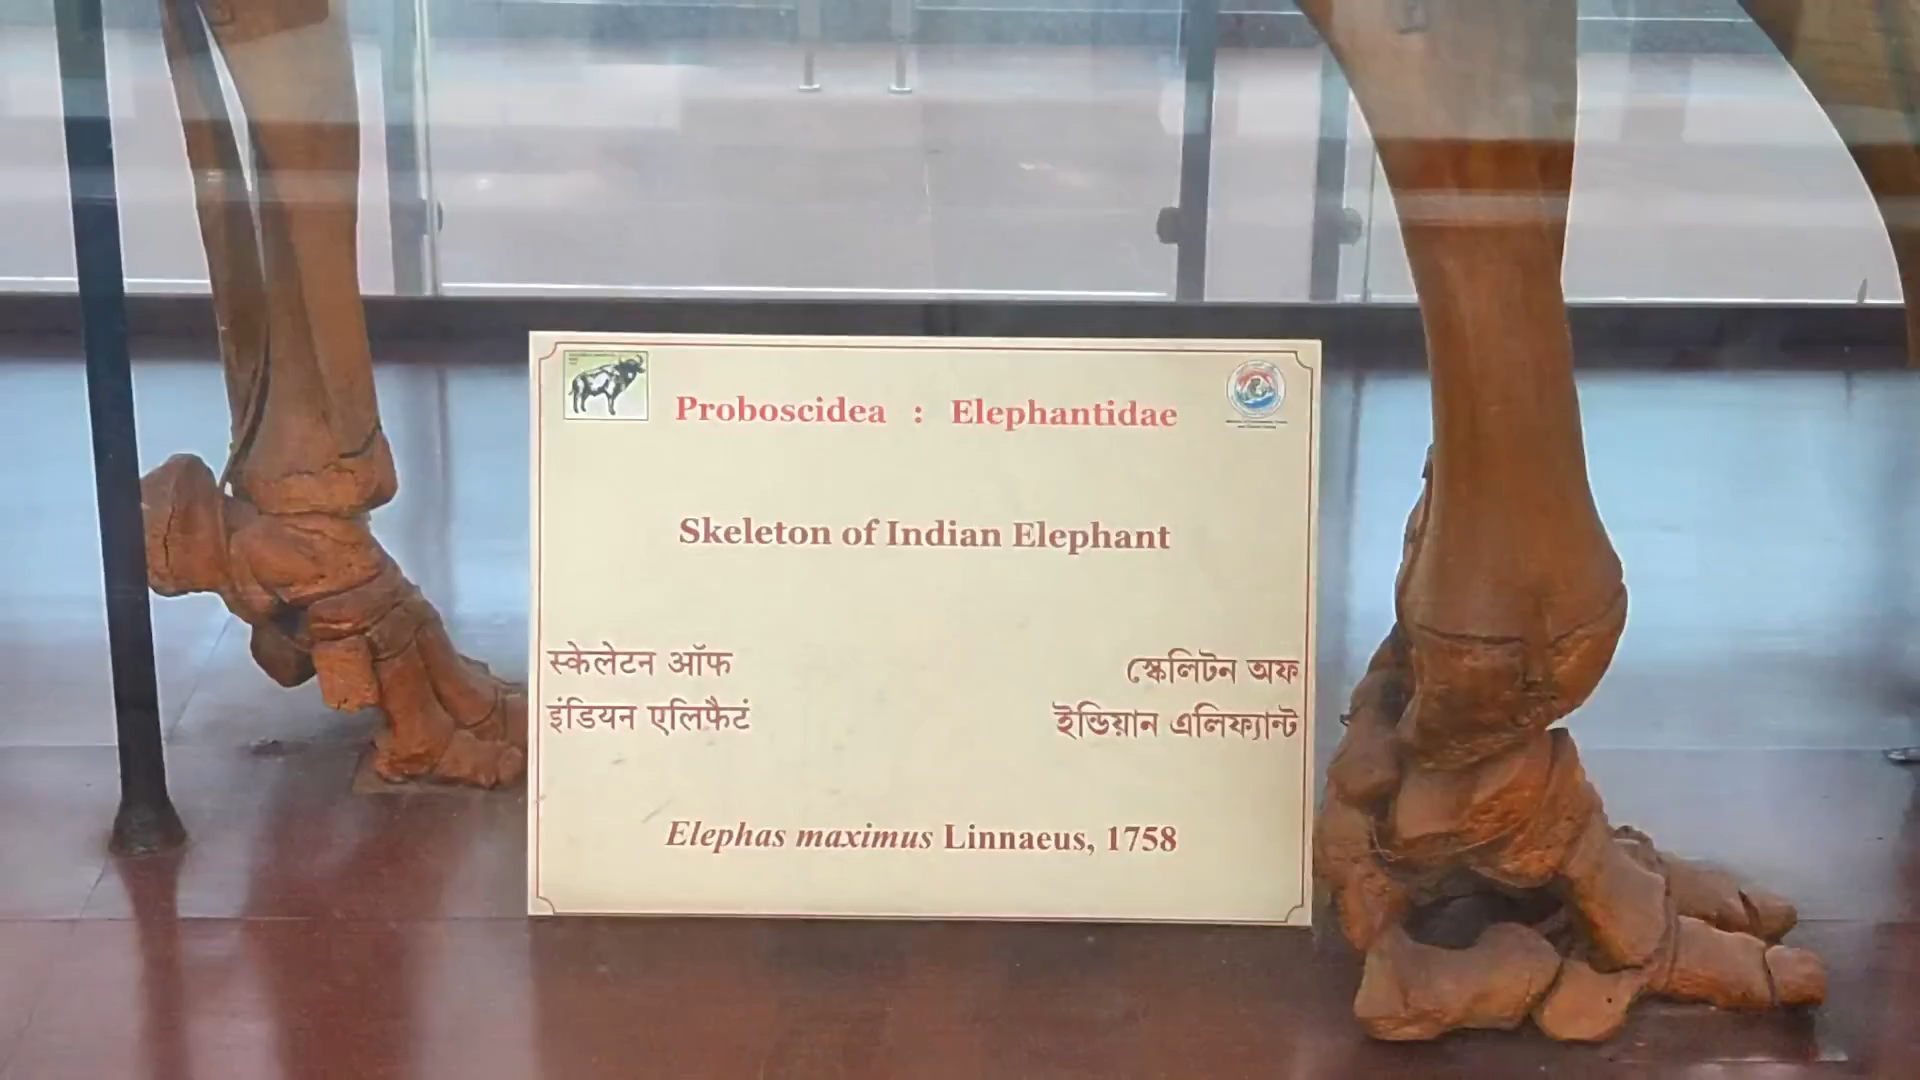 Proboscidea : Elephantidae
Skeleton of Indian Elephant
स्केलेटन ऑफ
इंडियन एलिफैटं
স্কেলিটন অফ
ইন্ডিয়ান এলিফ্যান্ট
Elephas maximus Linnaeus, 1758